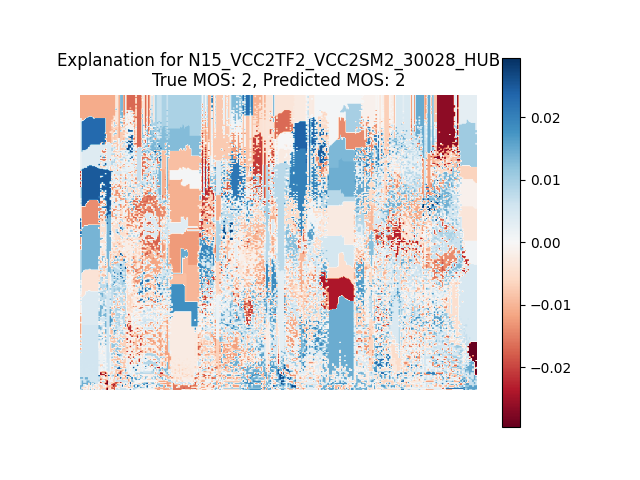 Explanation for N15_VCC2TF2_VCC2SM2_30028_HUB
True MOS: 2, Predicted MOS: 2
0.02
0.01
0.00
−0.01
−0.02